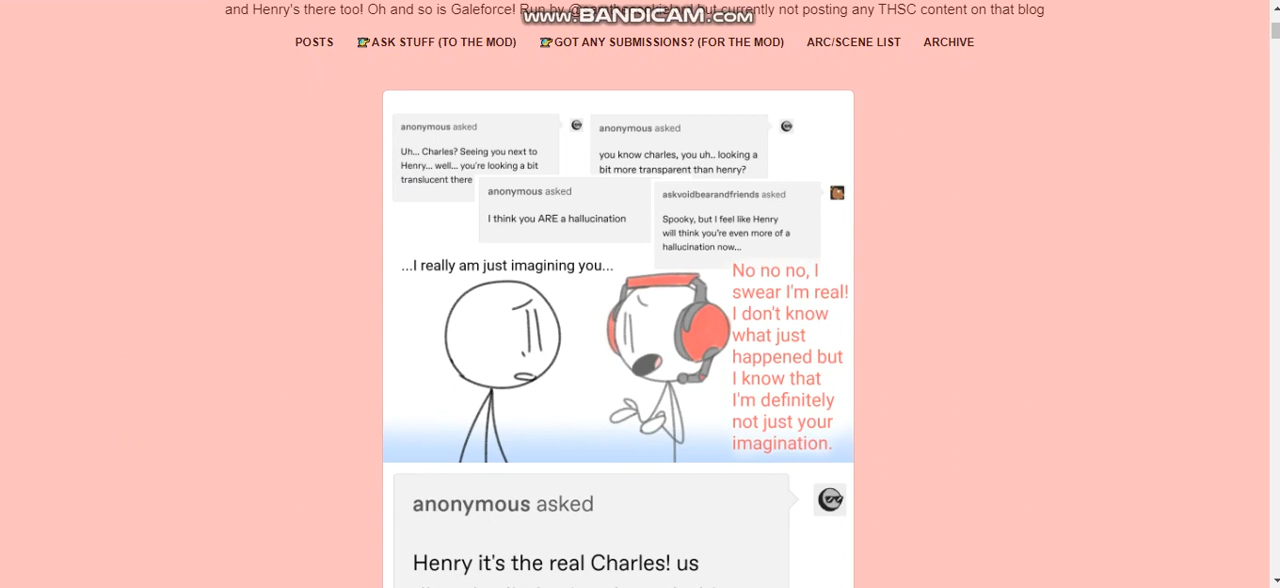 and Henry's there too! Oh and so is Galeforce! Run by but currently not posting any THSC content on that blog
www.BANDICAM.com
POSTS ASK STUFF (TO THE MOD) GOT ANY SUBMISSIONS? (FOR THE MOD) ARC/SCENE LIST ARCHIVE
anonymous asked
Uh... Charles? Seeing you next to
Henry... well... you're looking a bit
translucent there
anonymous asked
you know charles, you uh.. looking a
bit more transparent than henry?
anonymous asked
I think you ARE a hallucination
askvoidbearandfriends asked
Spooky, but I feel like Henry
will think you're even more of a
hallucination now...
...I really am just imagining you...
No no no, I
swear I'm real!
I don't know
what just
happened but
I know that
I'm definitely
not just your
imagination.
anonymous asked
Henry it's the real Charles! us